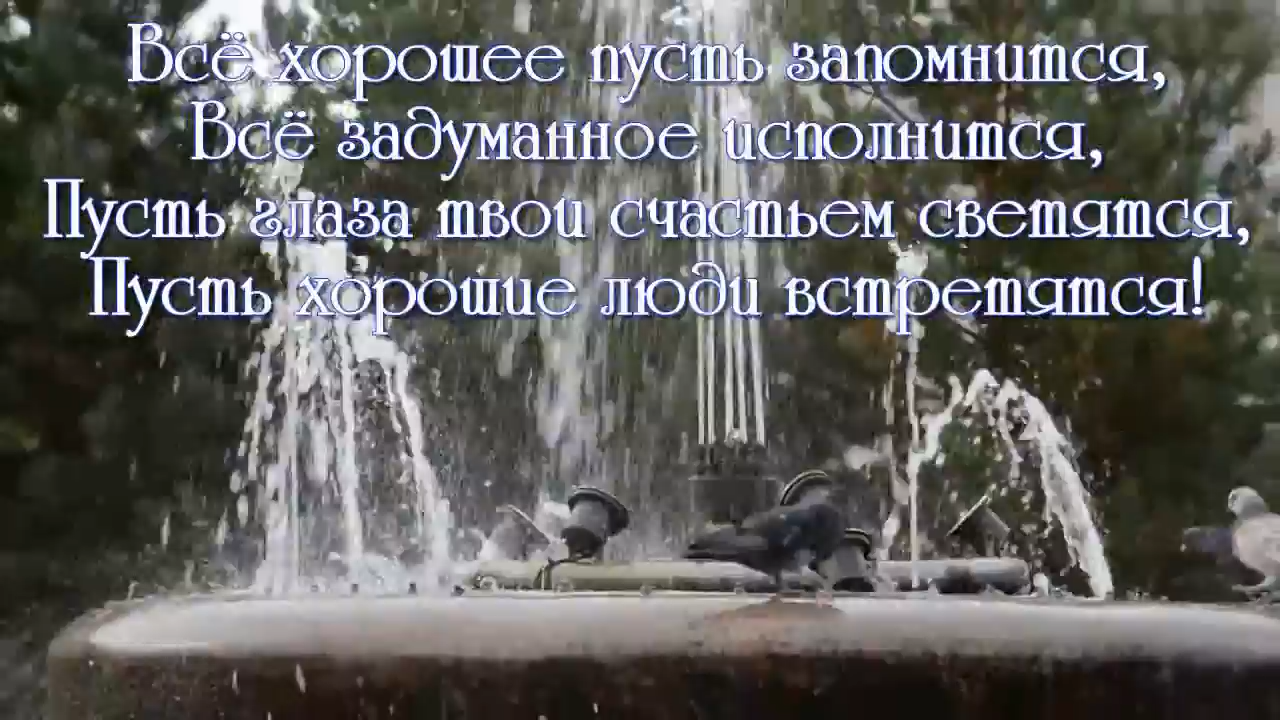 Всё хорошее пусть запомнится,
Всё задуманное исполнится,
Пусть глаза твои счастьем светятся,
Пусть хорошие люди встретятся!